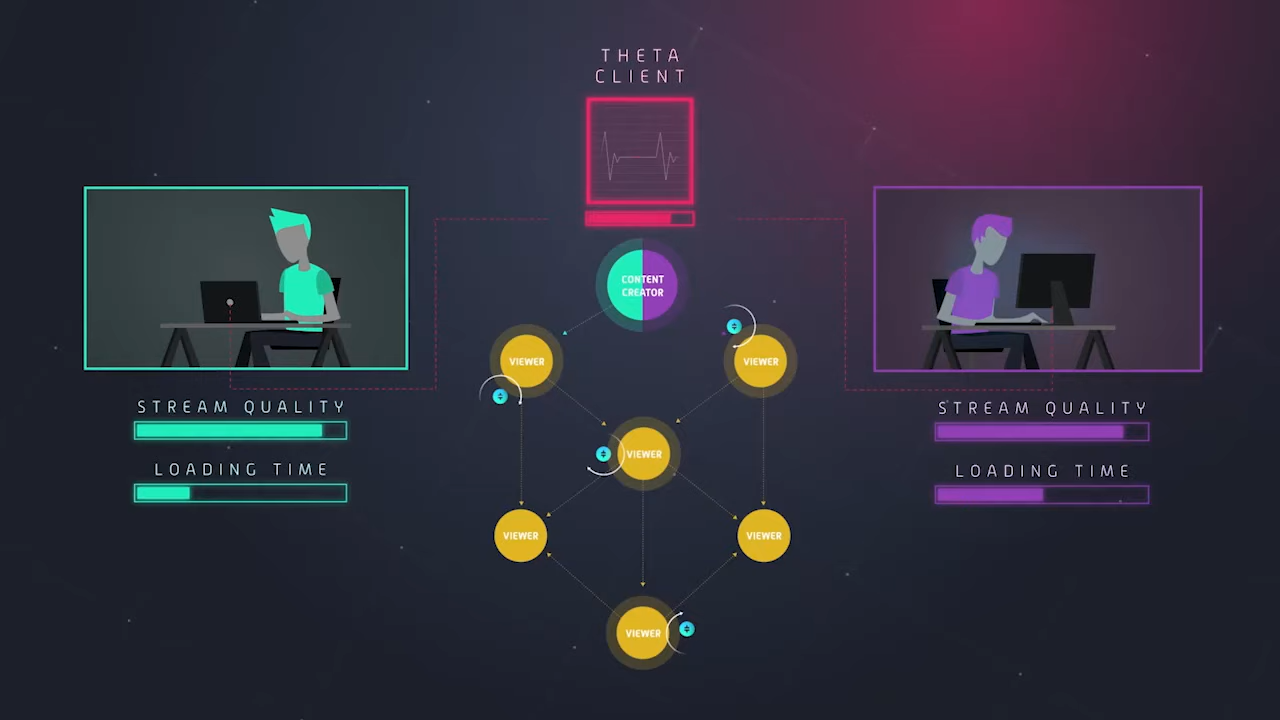 THETA
CLIENT
CONTENT
CREATOR
VIEWER
VIEWER
STREAM QUALITY
STREAM QUALITY
VIEWER
LOADING TIME
LOADING TIME
VIEWER
VIEWER
VIEWER